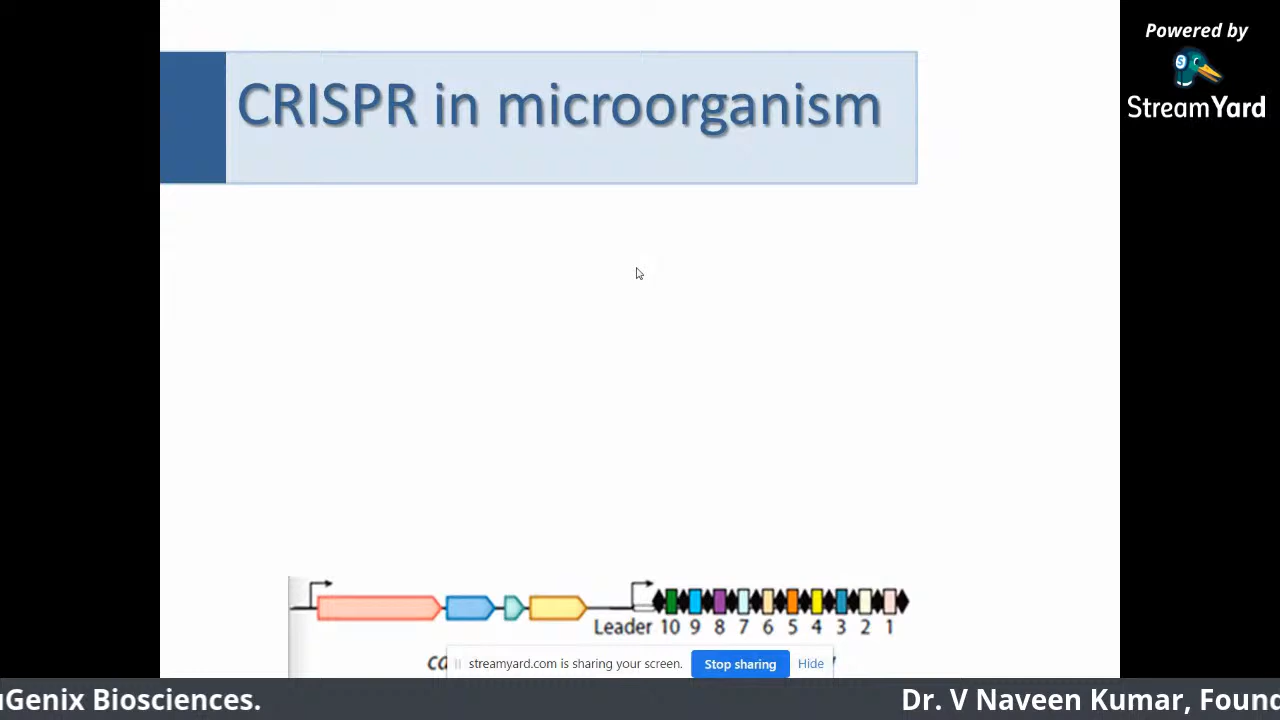 Powered by
StreamYard
CRISPR in microorganism
Leader 10 9 8 7 6 5 4 3 2 1
streamyard.com is sharing your screen. Stop sharing Hide
uGenix Biosciences. Dr. V Naveen Kumar, Found